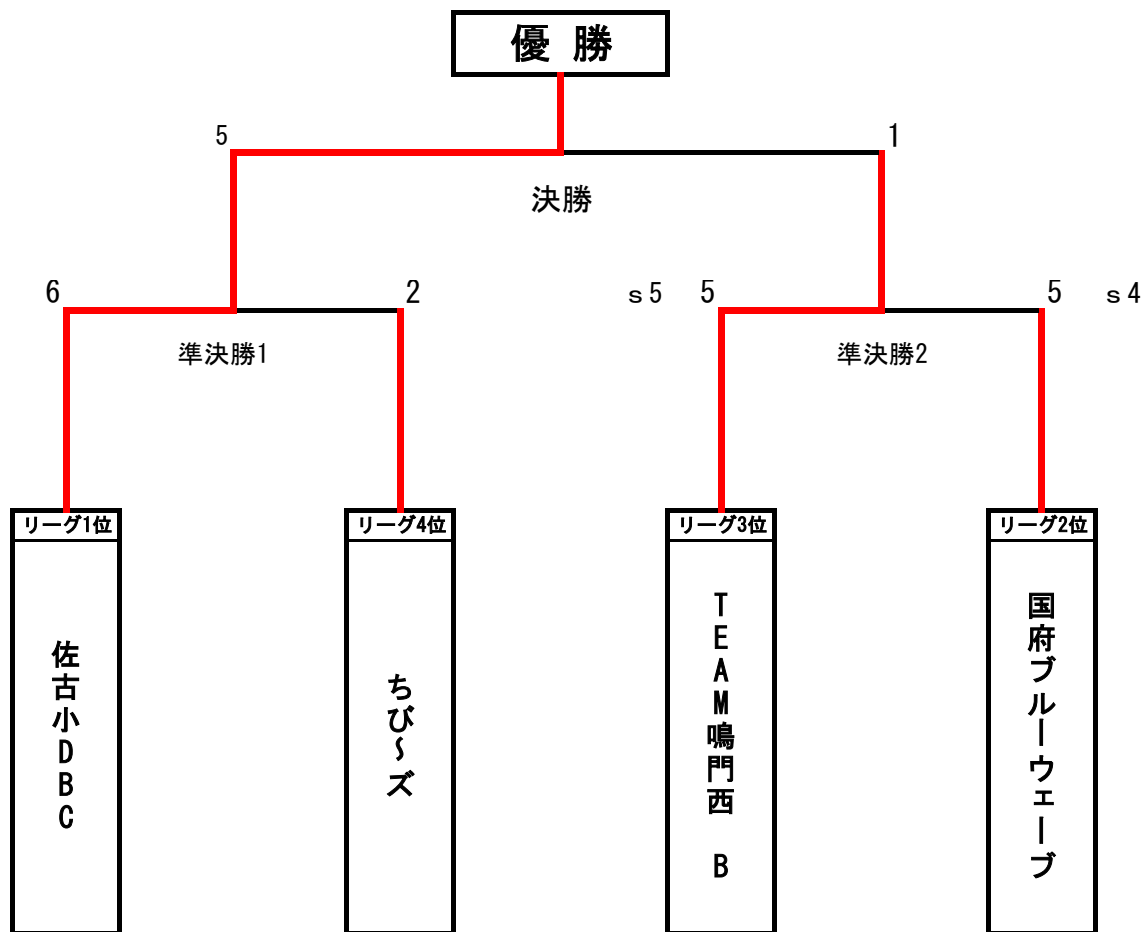 優 勝
5
1
決勝
6
2
ｓ5
5
5
ｓ4
準決勝1
準決勝2
リーグ1位
リーグ4位
リーグ3位
リーグ2位
佐古小DBC
ちび～ズ
TEAM鳴門西 B
国府ブルーウェーブ